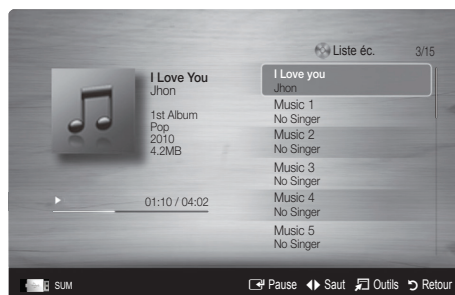 Liste éc. 3/15
I Love You
Jhon
1st Album
Pop
2010
4.2MB
01:10 / 04:02
I Love you
Jhon
Music 1
No Singer
Music 2
No Singer
Music 3
No Singer
Music 4
No Singer
Music 5
No Singer
SUM Pause Saut Outils Retour